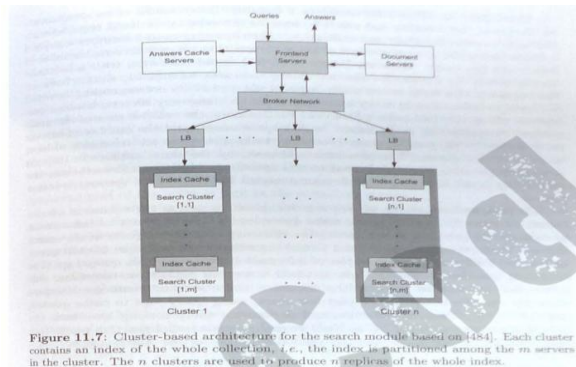 Queries Answers
Answers Cache Servers
Frontend Servers
Document Servers
Broker Network
LB . . . LB . . . LB
Index Cache
Search Cluster
[1,1]
Index Cache
Search Cluster
[n,1]
Index Cache
Search Cluster
[1,m]
Index Cache
Search Cluster
[n,m]
Cluster 1 Cluster n
Figure 11.7: Cluster-based architecture for the search module based on [484]. Each cluster
contains an index of the whole collection, i.e., the index is partitioned among the m servers
in the cluster. The n clusters are used to produce n replicas of the whole index.